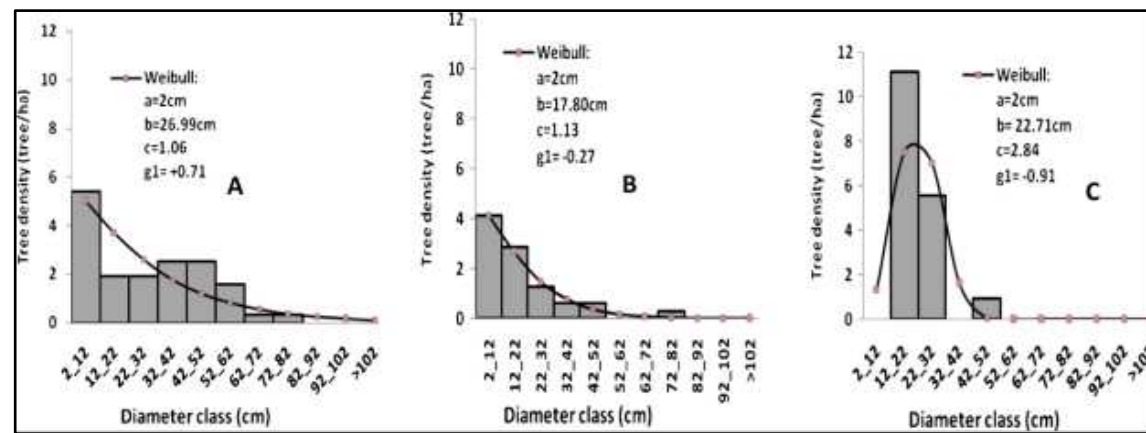 Tree density (tree/ha)
12
10
8
6
4
2
0
Weibull:
a=2cm
b=26.99cm
c=1.06
g1= +0.71
A
2_12
12_22
22_32
32_42
42_52
52_62
62_72
72_82
82_92
92_102
>102
Diameter class (cm)
Tree density (tree/ha)
12
10
8
6
4
2
0
Weibull:
a=2cm
b=17.80cm
c=1.13
g1= -0.27
B
2_12
12_22
22_32
32_42
42_52
52_62
62_72
72_82
82_92
92_102
>102
Diameter class (cm)
Tree density (tree/ha)
12
10
8
6
4
2
0
Weibull:
a=2cm
b= 22.71cm
c=2.84
g1= -0.91
C
2_12
12_22
22_32
32_42
42_52
52_62
62_72
72_82
82_92
92_102
>102
Diameter class (cm)